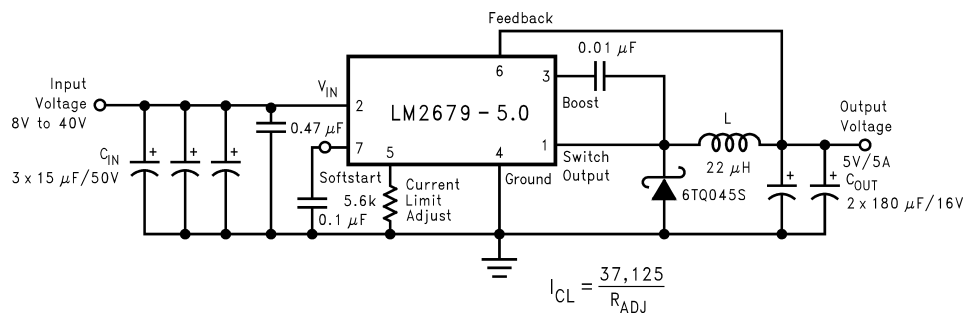 Feedback
0.01 μF
Input
Voltage
8V to 40V
V_IN
2
6
3
LM2679 - 5.0
Boost
L
Output
Voltage
5V/5A
C_IN
3 x 15 μF/50V
+
+
+
0.47 μF
7
5
4
1
Switch
Output
22 μH
Softstart
5.6k
0.1 μF
Current
Limit
Adjust
Ground
6TQ045S
+
+
C_OUT
2 x 180 μF/16V
I_CL = 37,125 / R_ADJ